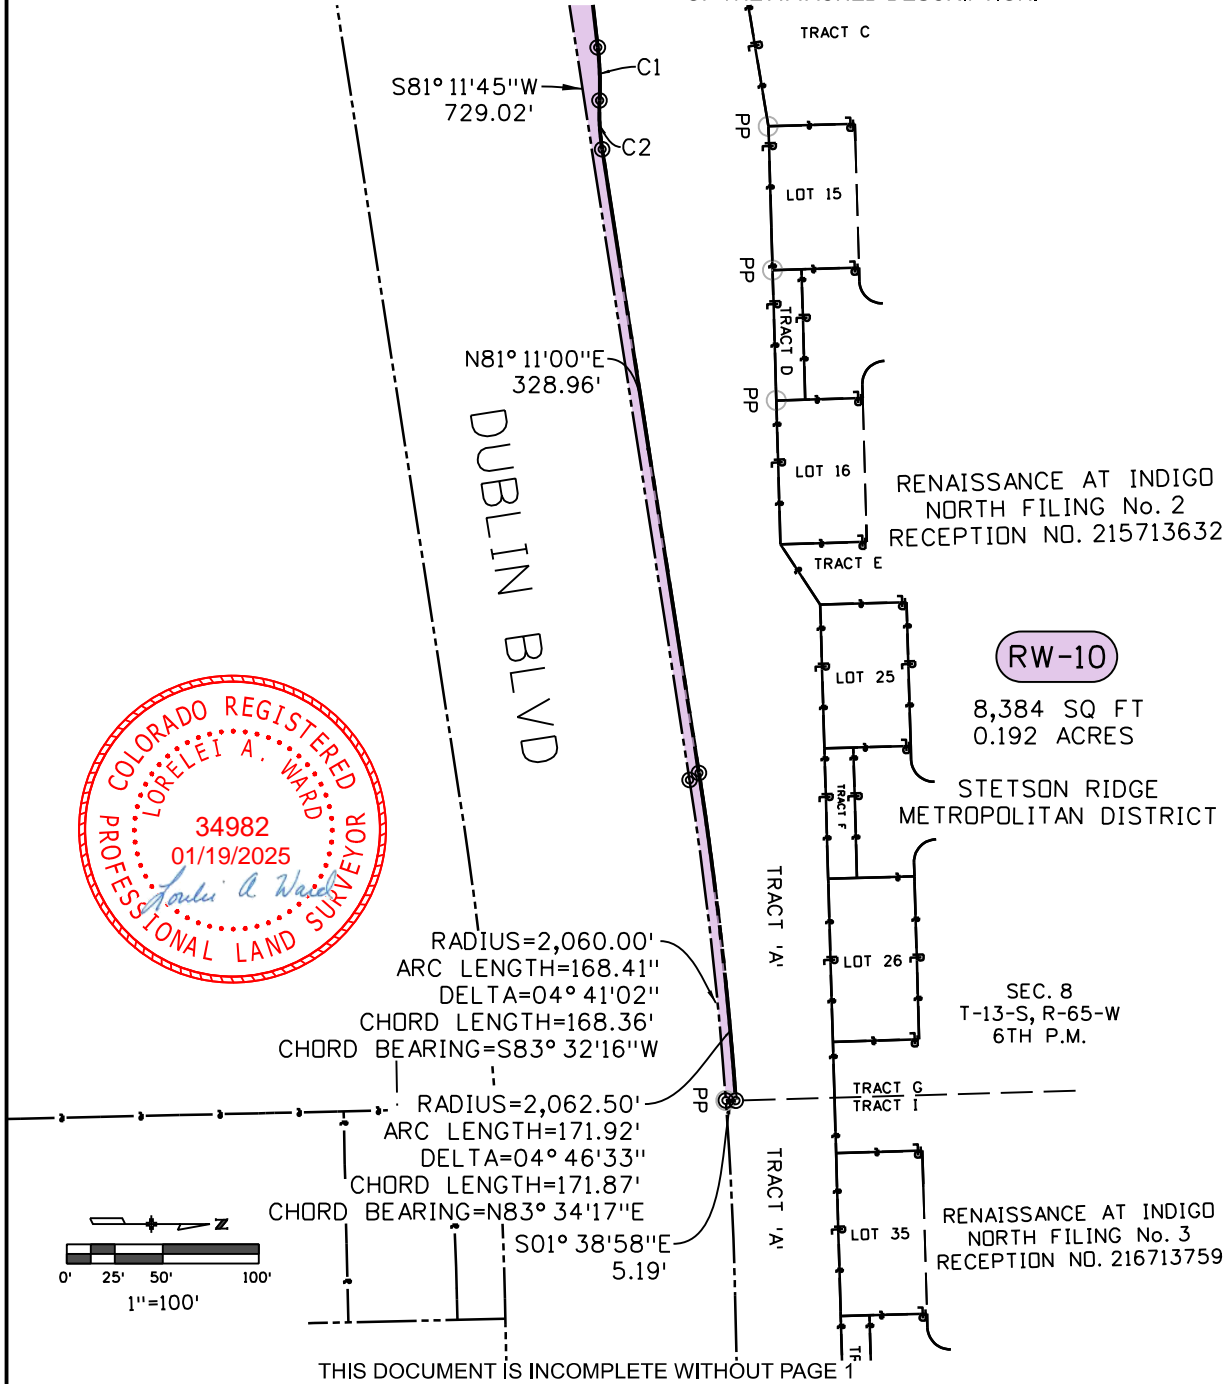 TRACT C
C1
S81° 11'45"W
729.02'
C2
PP
LOT 15
PP
TRACT D
N81° 11'00"E
328.96'
PP
DUBLIN BLVD
LOT 16
RENAISSANCE AT INDIGO
NORTH FILING No. 2
RECEPTION NO. 215713632
TRACT E
RW-10
LOT 25
8,384 SQ FT
0.192 ACRES
STETSON RIDGE
METROPOLITAN DISTRICT
TRACT F
COLORADO REGISTERED
PROFESSIONAL LAND SURVEYOR
LORELEI A. WARD
34982
01/19/2025
Lorelei A Ward
TRACT 'A'
LOT 26
RADIUS=2,060.00'
ARC LENGTH=168.41"
DELTA=04° 41'02"
CHORD LENGTH=168.36'
CHORD BEARING=S83° 32'16"W
SEC. 8
T-13-S, R-65-W
6TH P.M.
TRACT G
TRACT I
PP
RADIUS=2,062.50'
ARC LENGTH=171.92'
DELTA=04° 46'33"
CHORD LENGTH=171.87'
CHORD BEARING=N83° 34'17"E
S01° 38'58"E
5.19'
TRACT 'A'
LOT 35
RENAISSANCE AT INDIGO
NORTH FILING No. 3
RECEPTION NO. 216713759
Z
0' 25' 50' 100'
1"=100'
THIS DOCUMENT IS INCOMPLETE WITHOUT PAGE 1